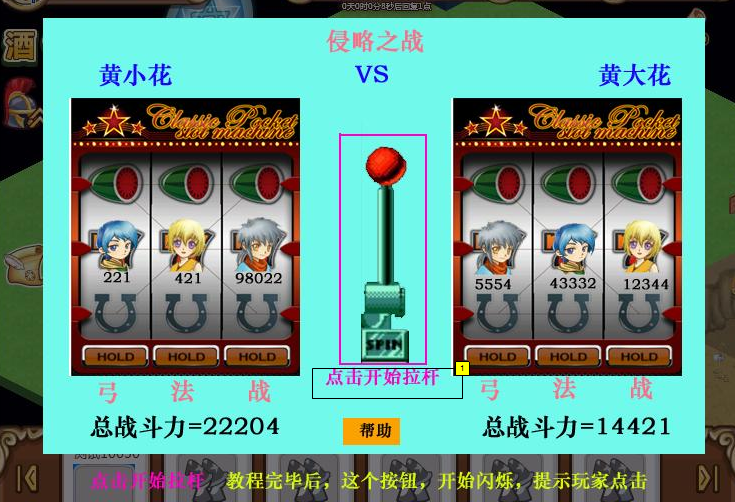 0天0时0分8秒后回复1点
酒
侵略之战
黄小花
VS
黄大花
Classic Pocket
slot machine
Classic Pocket
slot machine
221
421
98022
5554
43332
12344
SPIN
HOLD
HOLD
HOLD
HOLD
HOLD
HOLD
点击开始拉杆
1
弓
法
战
弓
法
战
总战斗力=22204
帮助
总战斗力=14421
点击开始拉杆
教程完毕后，这个按钮，开始闪烁，提示玩家点击